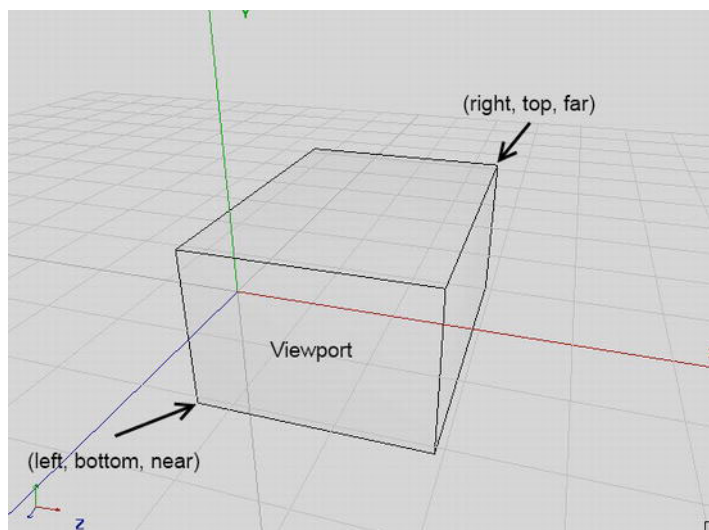 Y
(right, top, far)
Viewport
(left, bottom, near)
Z